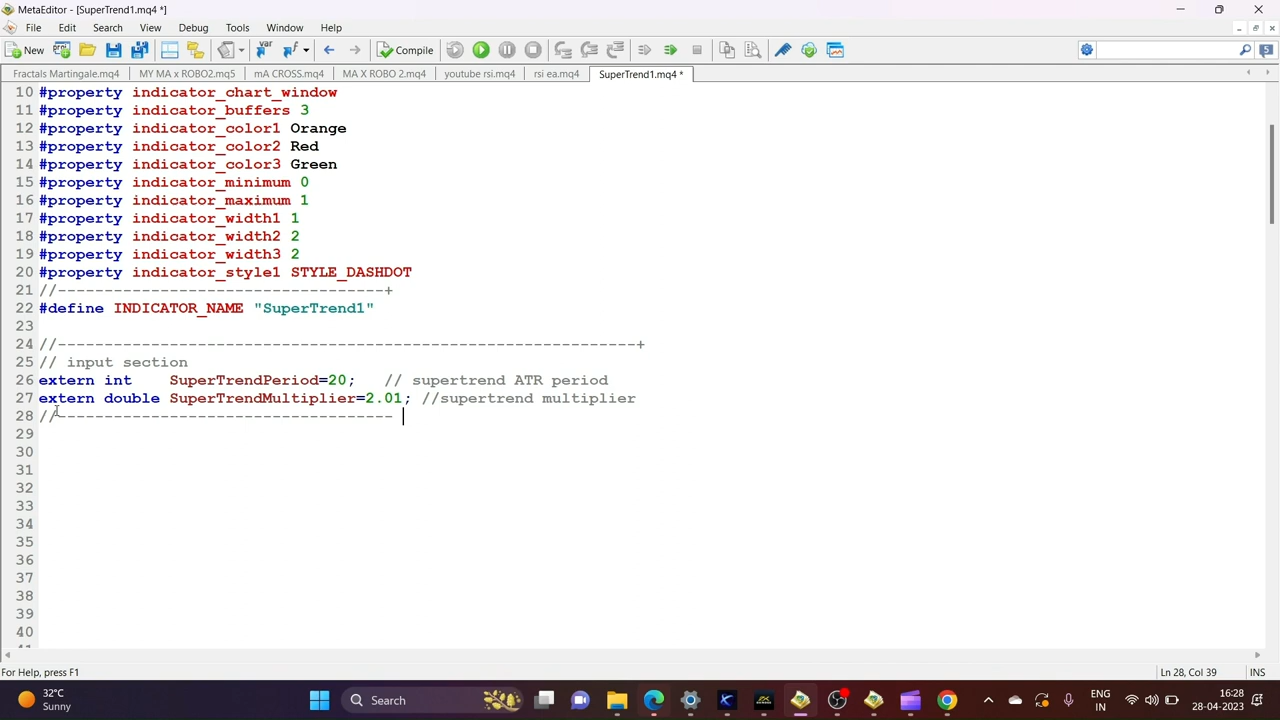 MetaEditor - [SuperTrend1.mq4 *]
File Edit Search View Debug Tools Window Help
New Compile 5
Fractals Martingale.mq4 MY MA x ROBO2.mq5 mA CROSS.mq4 MA X ROBO 2.mq4 youtube rsi.mq4 rsi ea.mq4 SuperTrend1.mq4 *
10 #property indicator_chart_window
11 #property indicator_buffers 3
12 #property indicator_color1 Orange
13 #property indicator_color2 Red
14 #property indicator_color3 Green
15 #property indicator_minimum 0
16 #property indicator_maximum 1
17 #property indicator_width1 1
18 #property indicator_width2 2
19 #property indicator_width3 2
20 #property indicator_style1 STYLE_DASHDOT
21 //-----------------------------------+
22 #define INDICATOR_NAME "SuperTrend1"
23
24 //--------------------------------------------------------------+
25 // input section
26 extern int SuperTrendPeriod=20; // supertrend ATR period
27 extern double SuperTrendMultiplier=2.01; //supertrend multiplier
28 //------------------------------------
29
30
31
32
33
34
35
36
37
38
39
40
For Help, press F1 Ln 28, Col 39 INS
32°C
Sunny
Search
ENG
IN
16:28
28-04-2023